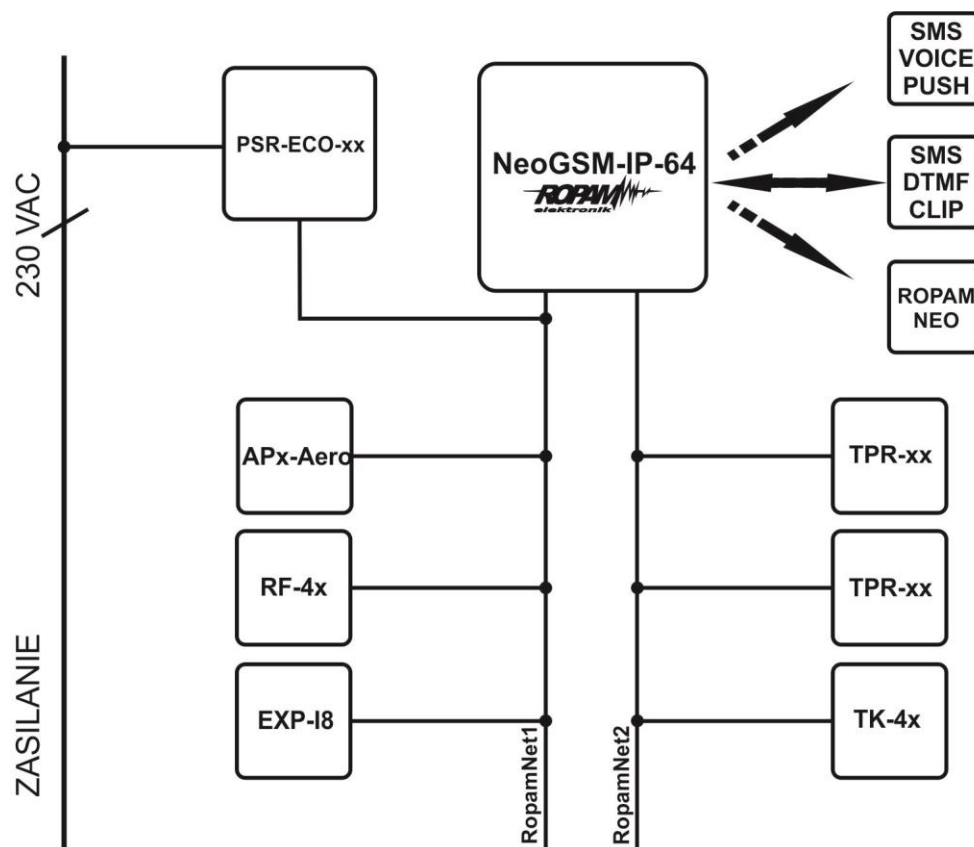 SMS
VOICE
PUSH
PSR-ECO-xx
NeoGSM-IP-64
ROPAM
elektronik
SMS
DTMF
CLIP
230 VAC
ROPAM
NEO
APx-Aero
TPR-xx
RF-4x
TPR-xx
ZASILANIE
EXP-I8
TK-4x
RopamNet1
RopamNet2